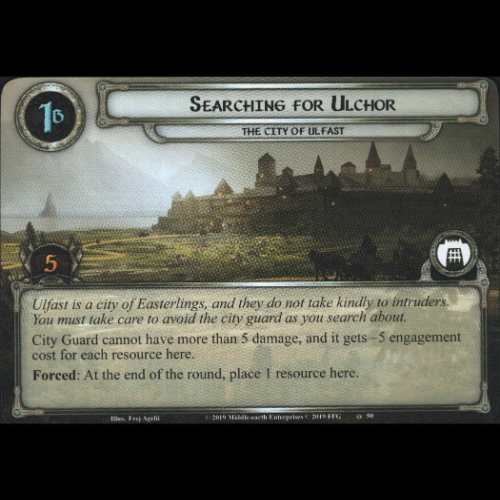 1B
SEARCHING FOR ULCHOR
THE CITY OF ULFAST
5
Ulfast is a city of Easterlings, and they do not take kindly to intruders.
You must take care to avoid the city guard as you search about.
City Guard cannot have more than 5 damage, and it gets –5 engagement
cost for each resource here.
Forced: At the end of the round, place 1 resource here.
Illus. Frej Agelii © 2019 Middle-earth Enterprises © 2019 FFG 50